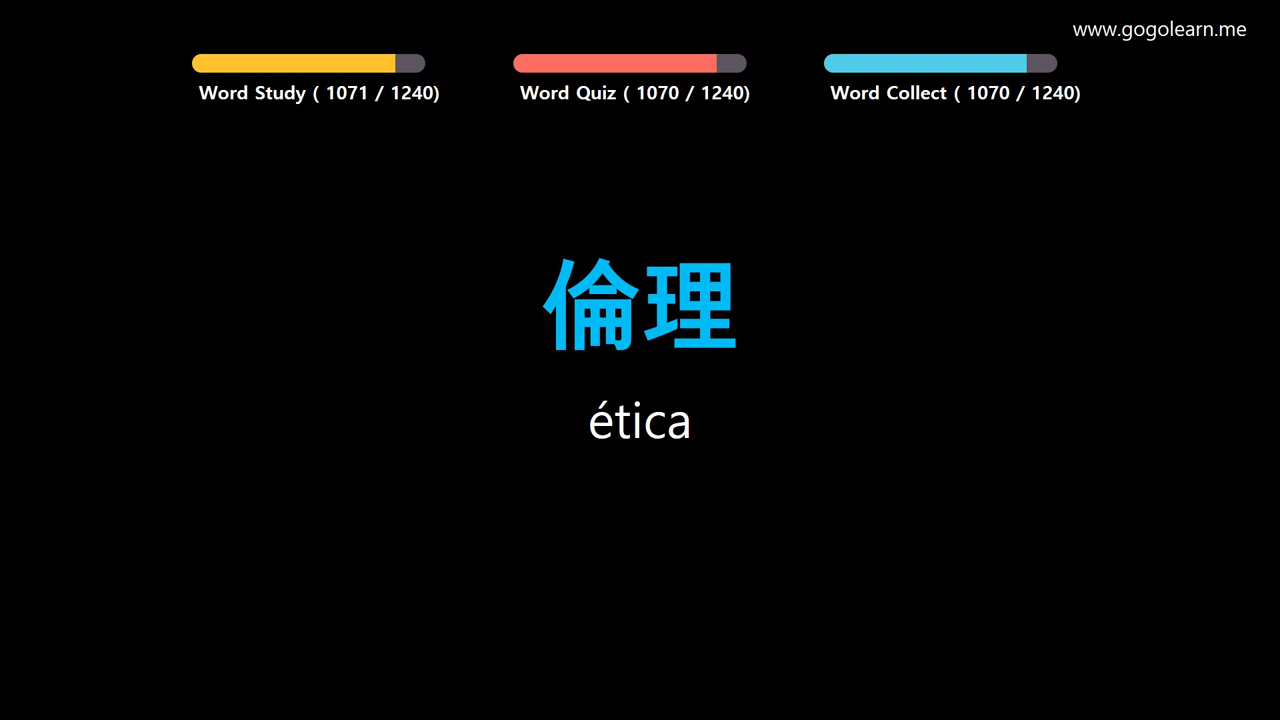 www.gogolearn.me
Word Study ( 1071 / 1240)
Word Quiz ( 1070 / 1240)
Word Collect ( 1070 / 1240)
倫理
ética